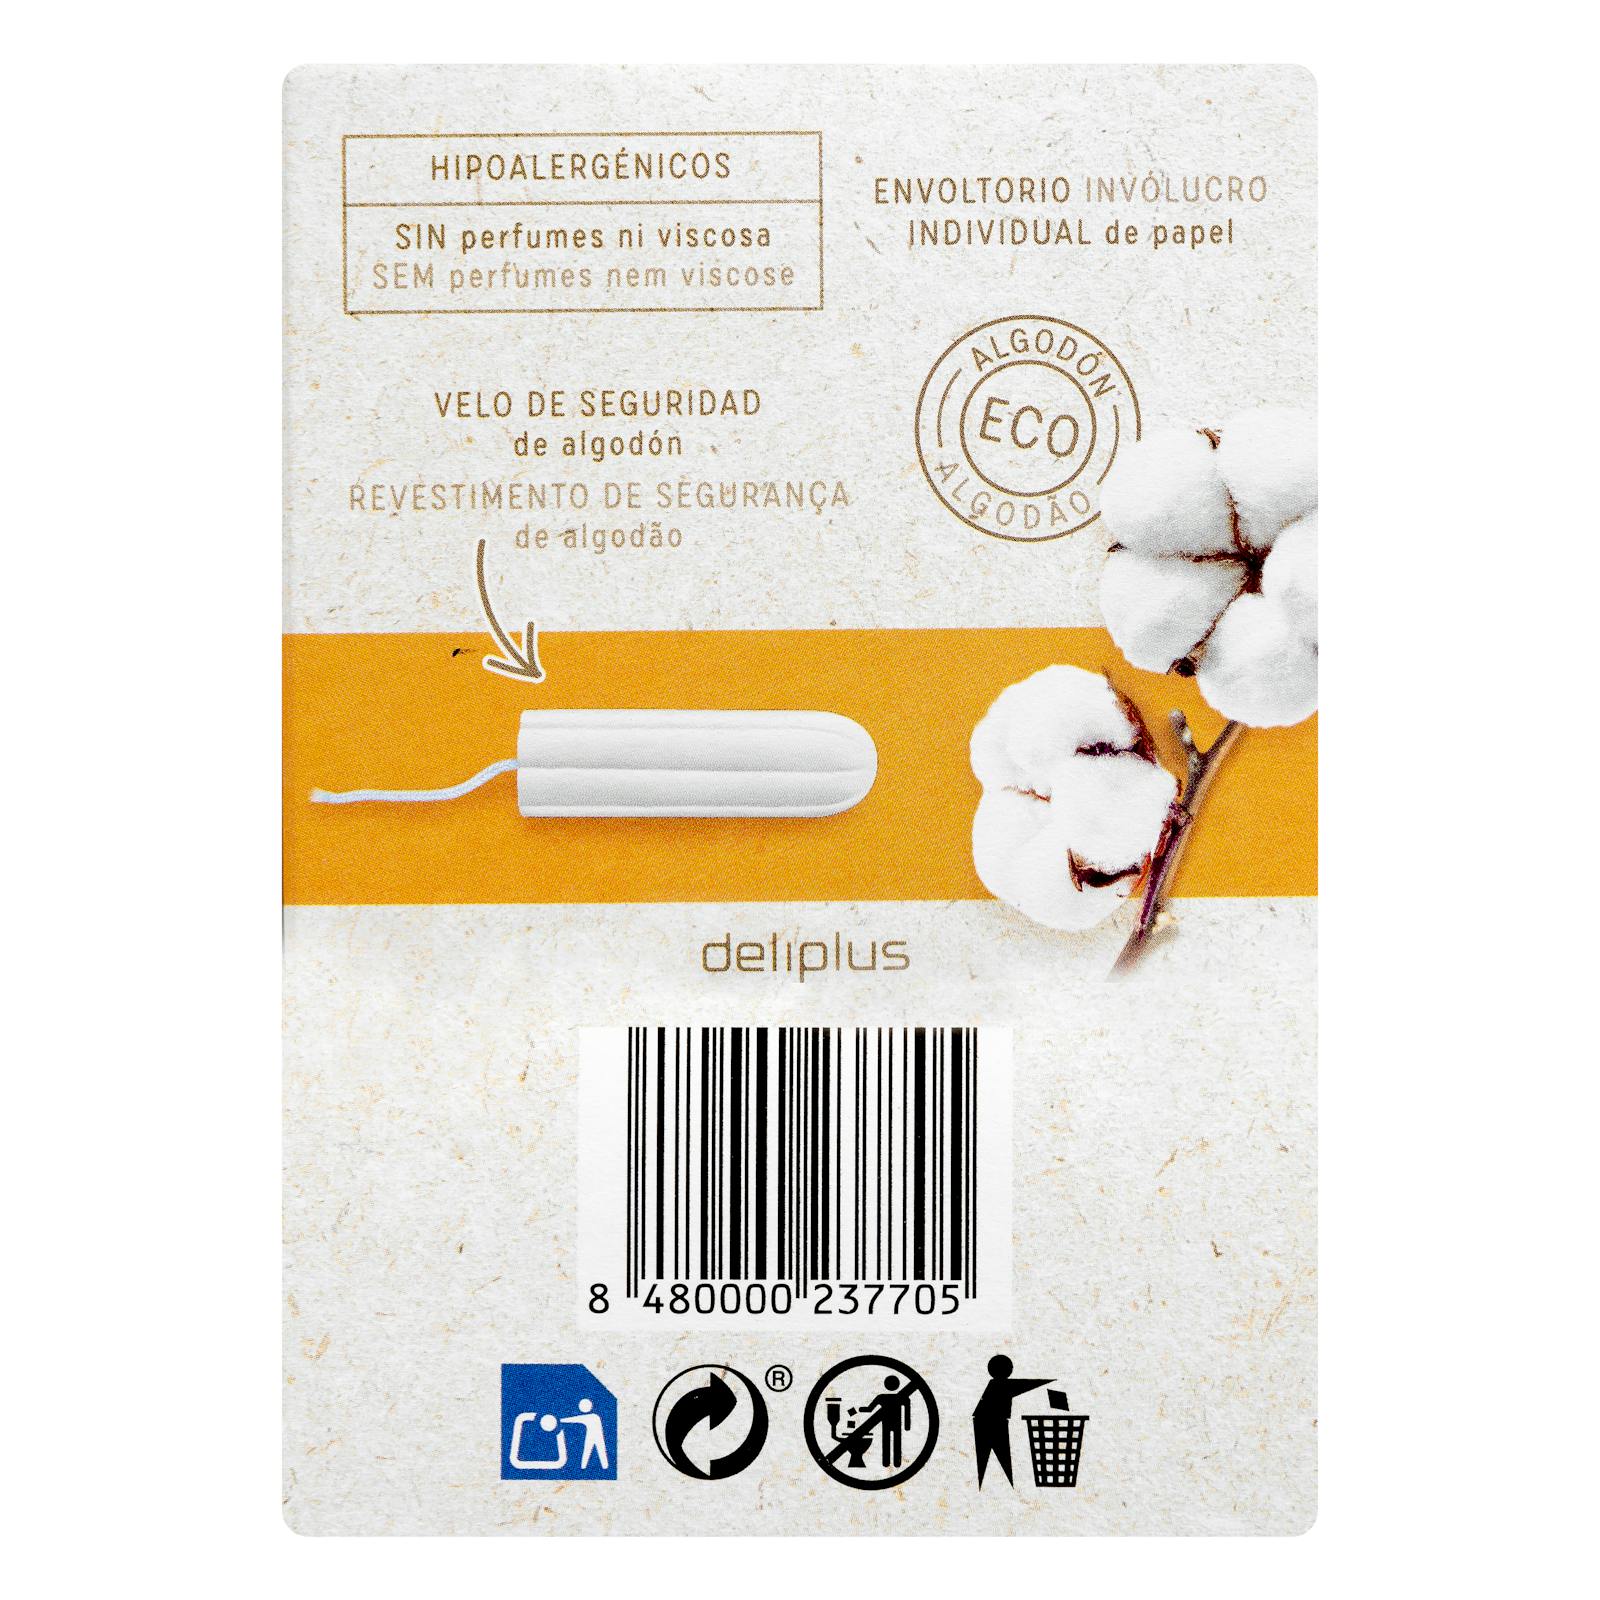 HIPOALERGÉNICOS
SIN perfumes ni viscosa
SEM perfumes nem viscose
ENVOLTORIO INVÓLUCRO
INDIVIDUAL de papel
ALGODÓN
ECO
ALGODÃO
VELO DE SEGURIDAD
de algodón
REVESTIMENTO DE SEGURANÇA
de algodão
deliplus
8 480000 237705
®